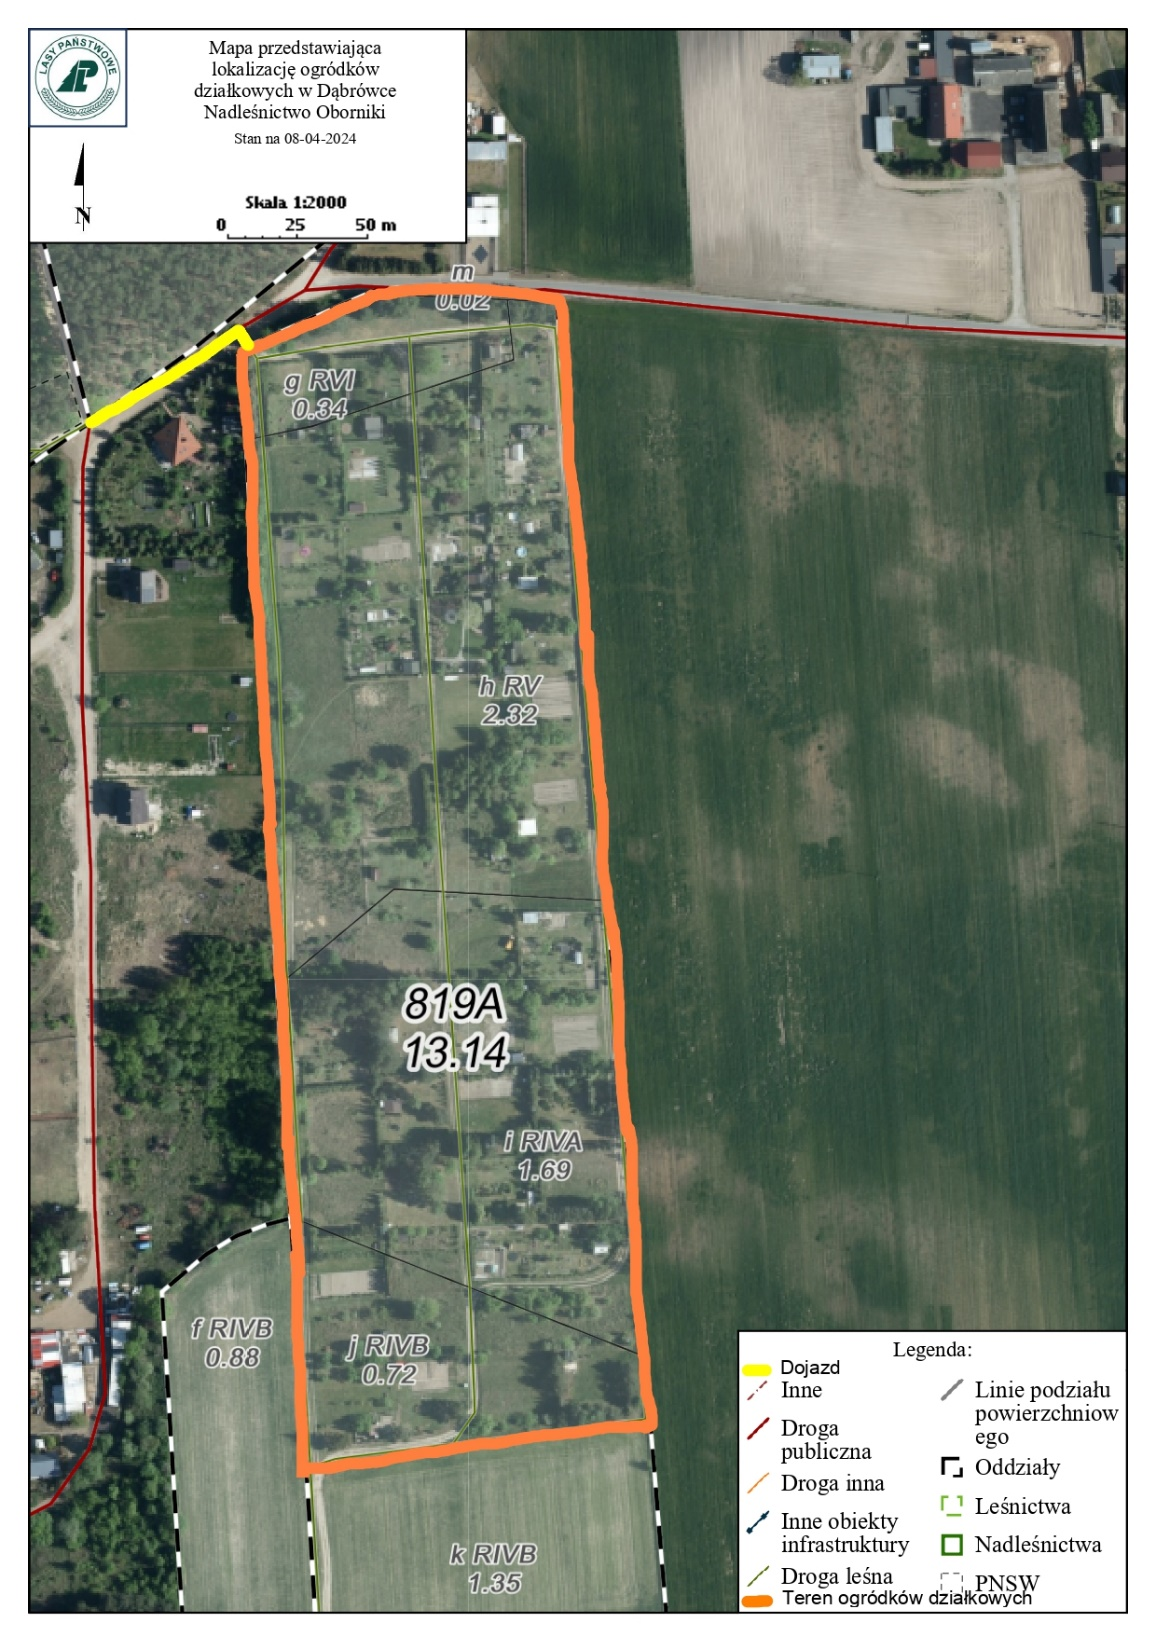 LASY PAŃSTWOWE
Mapa przedstawiająca
lokalizację ogródków
działkowych w Dąbrówce
Nadleśnictwo Oborniki
Stan na 08-04-2024
N
Skala 1:2000
0 25 50 m
m
0.02
g RVI
0.34
h RV
2.32
819A
13.14
i RIVA
1.69
f RIVB
0.88
j RIVB
0.72
k RIVB
1.35
Legenda:
Dojazd
Inne
Droga
publiczna
Droga inna
Inne obiekty
infrastruktury
Droga leśna
Teren ogródków działkowych
Linie podziału
powierzchniow
ego
Oddziały
Leśnictwa
Nadleśnictwa
PNSW